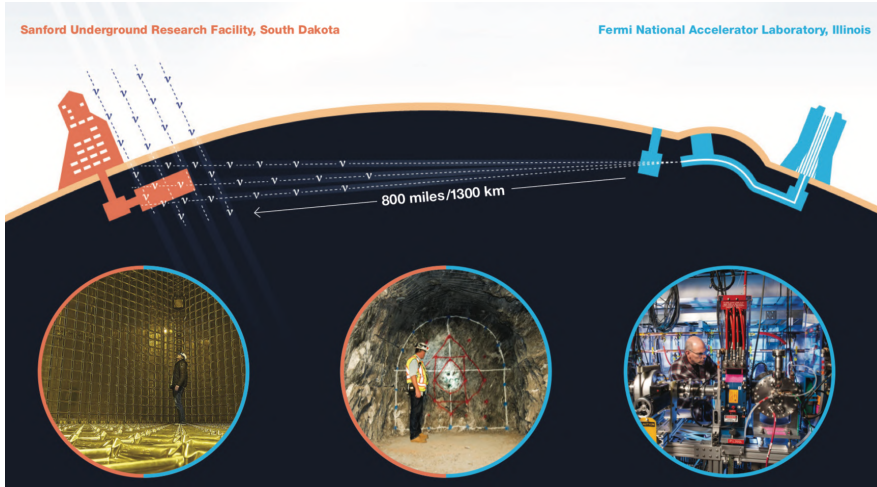 Sanford Underground Research Facility, South Dakota
Fermi National Accelerator Laboratory, Illinois
ν ν ν ν
ν ν ν ν
ν ν ν ν ν ν ν
ν ν ν ν ν ν
ν ν ν ν ν ν
ν ν
800 miles/1300 km